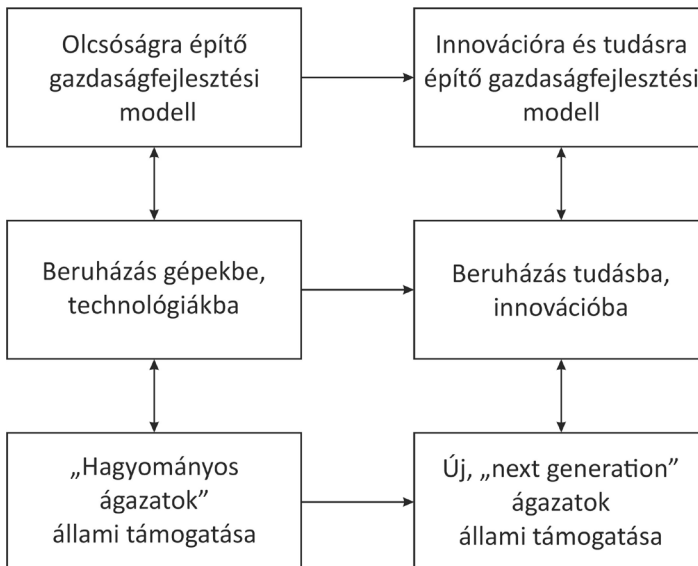 Olcsóságra építő
gazdaságfejlesztési
modell
Innovációra és tudásra
építő gazdaságfejlesztési
modell
Beruházás gépekbe,
technológiákba
Beruházás tudásba,
innovációba
„Hagyományos
ágazatok”
állami támogatása
Új, „next generation”
ágazatok
állami támogatása